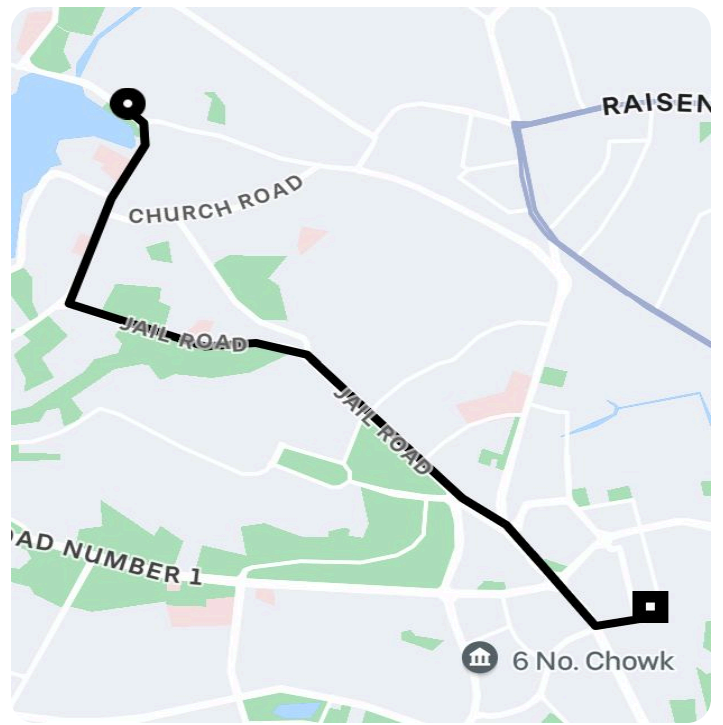 RAISEN
CHURCH ROAD
JAIL ROAD
JAIL ROAD
OAD NUMBER 1
6 No. Chowk